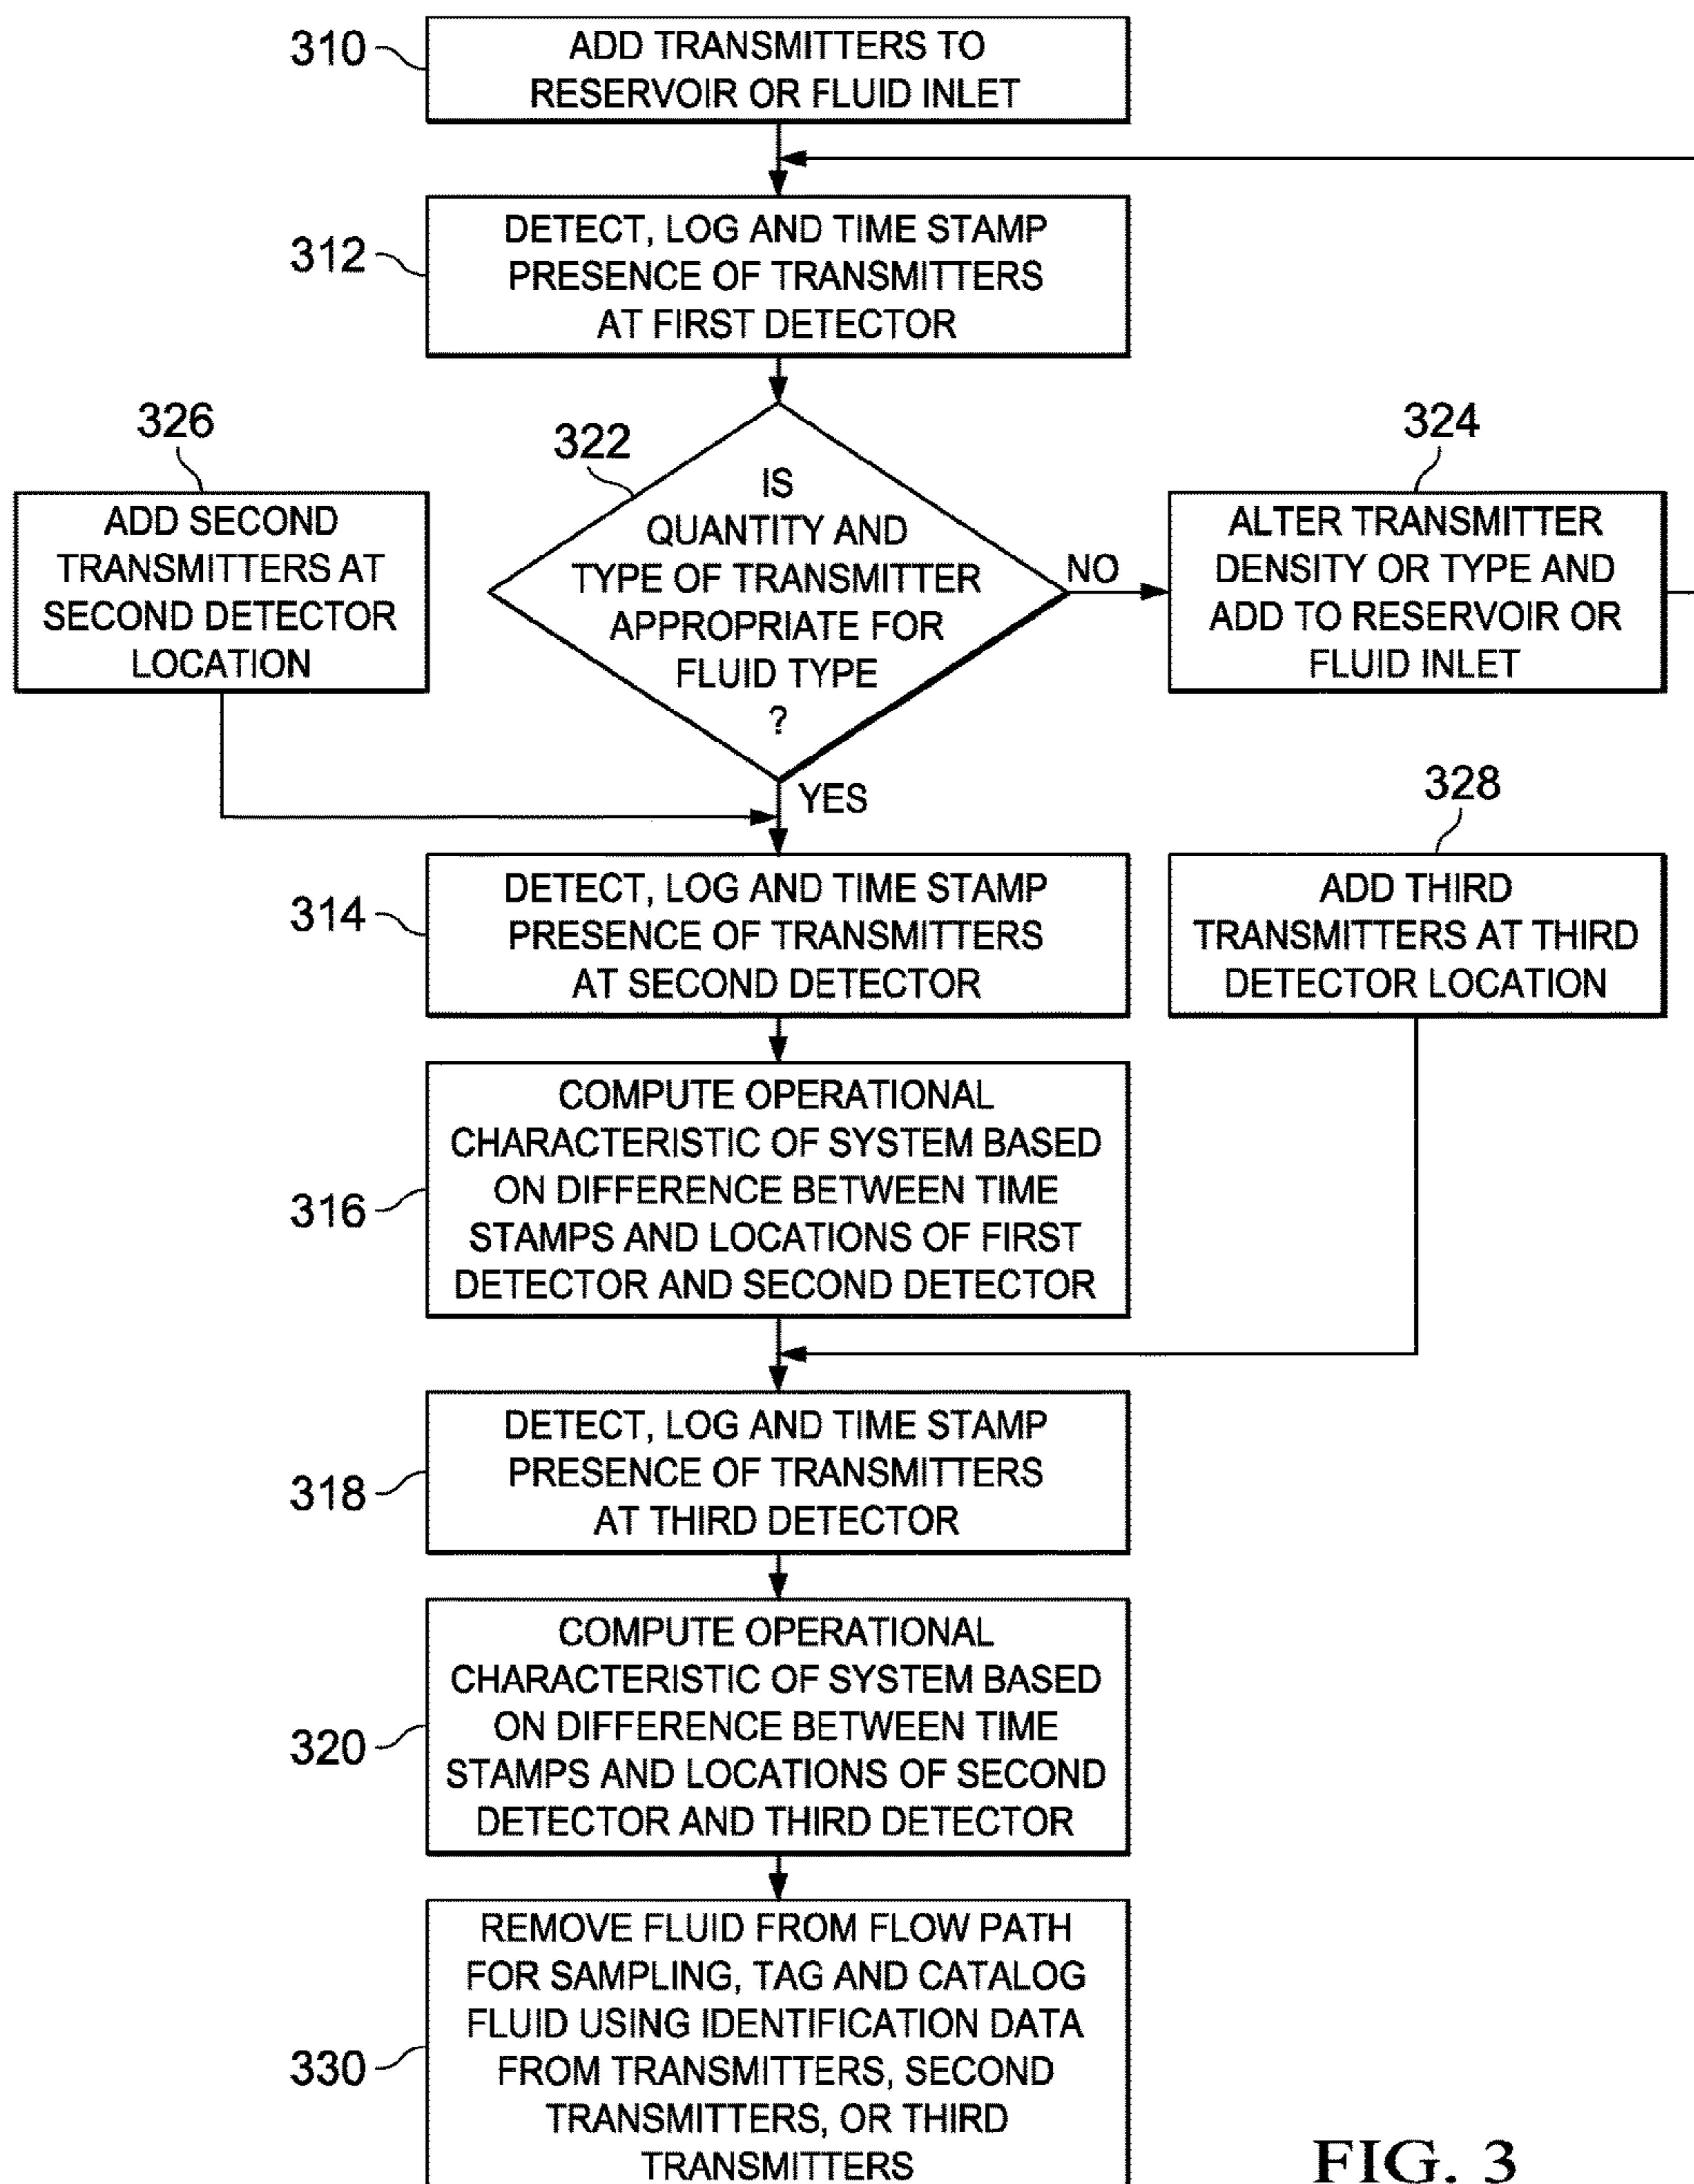 310
ADD TRANSMITTERS TO
RESERVOIR OR FLUID INLET
312
DETECT, LOG AND TIME STAMP
PRESENCE OF TRANSMITTERS
AT FIRST DETECTOR
326
ADD SECOND
TRANSMITTERS AT
SECOND DETECTOR
LOCATION
322
IS
QUANTITY AND
TYPE OF TRANSMITTER
APPROPRIATE FOR
FLUID TYPE
?
NO
YES
324
ALTER TRANSMITTER
DENSITY OR TYPE AND
ADD TO RESERVOIR OR
FLUID INLET
314
DETECT, LOG AND TIME STAMP
PRESENCE OF TRANSMITTERS
AT SECOND DETECTOR
328
ADD THIRD
TRANSMITTERS AT THIRD
DETECTOR LOCATION
316
COMPUTE OPERATIONAL
CHARACTERISTIC OF SYSTEM BASED
ON DIFFERENCE BETWEEN TIME
STAMPS AND LOCATIONS OF FIRST
DETECTOR AND SECOND DETECTOR
318
DETECT, LOG AND TIME STAMP
PRESENCE OF TRANSMITTERS
AT THIRD DETECTOR
320
COMPUTE OPERATIONAL
CHARACTERISTIC OF SYSTEM BASED
ON DIFFERENCE BETWEEN TIME
STAMPS AND LOCATIONS OF SECOND
DETECTOR AND THIRD DETECTOR
330
REMOVE FLUID FROM FLOW PATH
FOR SAMPLING, TAG AND CATALOG
FLUID USING IDENTIFICATION DATA
FROM TRANSMITTERS, SECOND
TRANSMITTERS, OR THIRD
TRANSMITTERS
FIG. 3